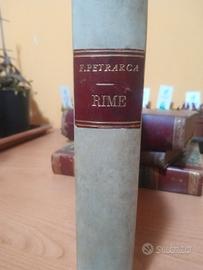 F. PETRARCA
RIME
Subito